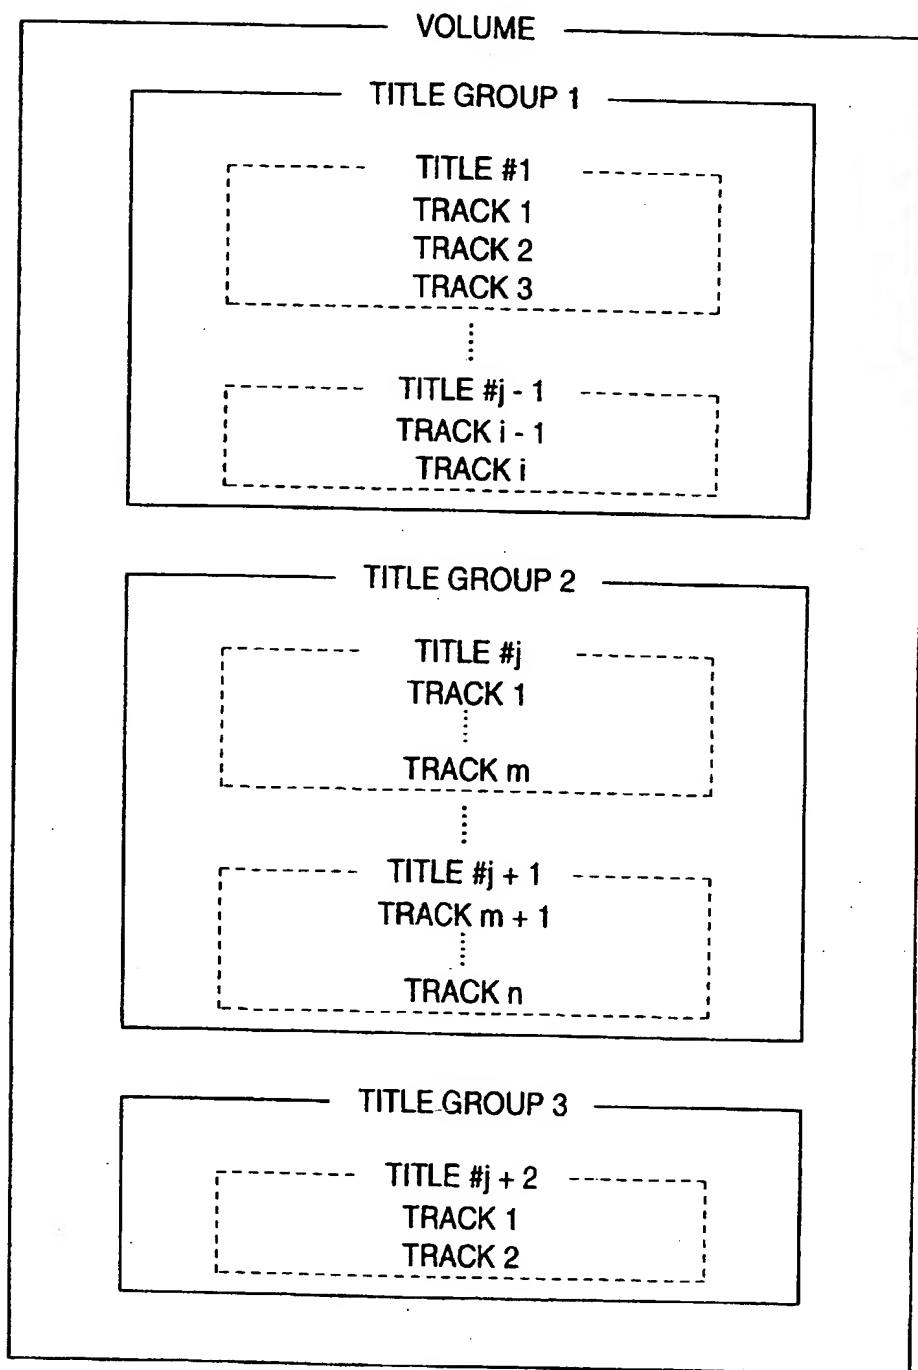 VOLUME
TITLE GROUP 1
TITLE #1
TRACK 1
TRACK 2
TRACK 3
TITLE #j - 1
TRACK i - 1
TRACK i
TITLE GROUP 2
TITLE #j
TRACK 1
TRACK m
TITLE #j + 1
TRACK m + 1
TRACK n
TITLE GROUP 3
TITLE #j + 2
TRACK 1
TRACK 2